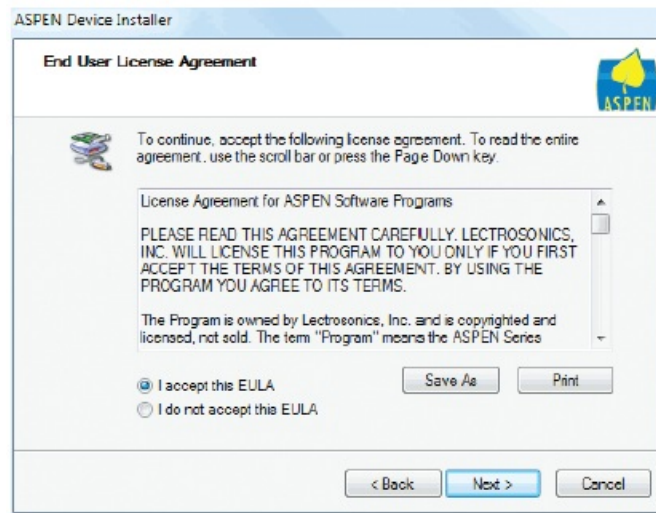 ASPEN Device Installer
End User License Agreement
ASPEN
To continue, accept the following license agreement. To read the entire
agreement, use the scroll bar or press the Page Down key.
License Agreement for ASPEN Software Programs
PLEASE READ THIS AGREEMENT CAREFULLY. LECTROSONICS,
INC. WILL LICENSE THIS PROGRAM TO YOU ONLY IF YOU FIRST
ACCEPT THE TERMS OF THIS AGREEMENT. BY USING THE
PROGRAM YOU AGREE TO ITS TERMS.
The Program is owned by Lectrosonics, Inc. and is copyrighted and
licensed, not sold. The term "Program" means the ASPEN Series
I accept this EULA
I do not accept this EULA
Save As
Print
< Back
Next >
Cancel